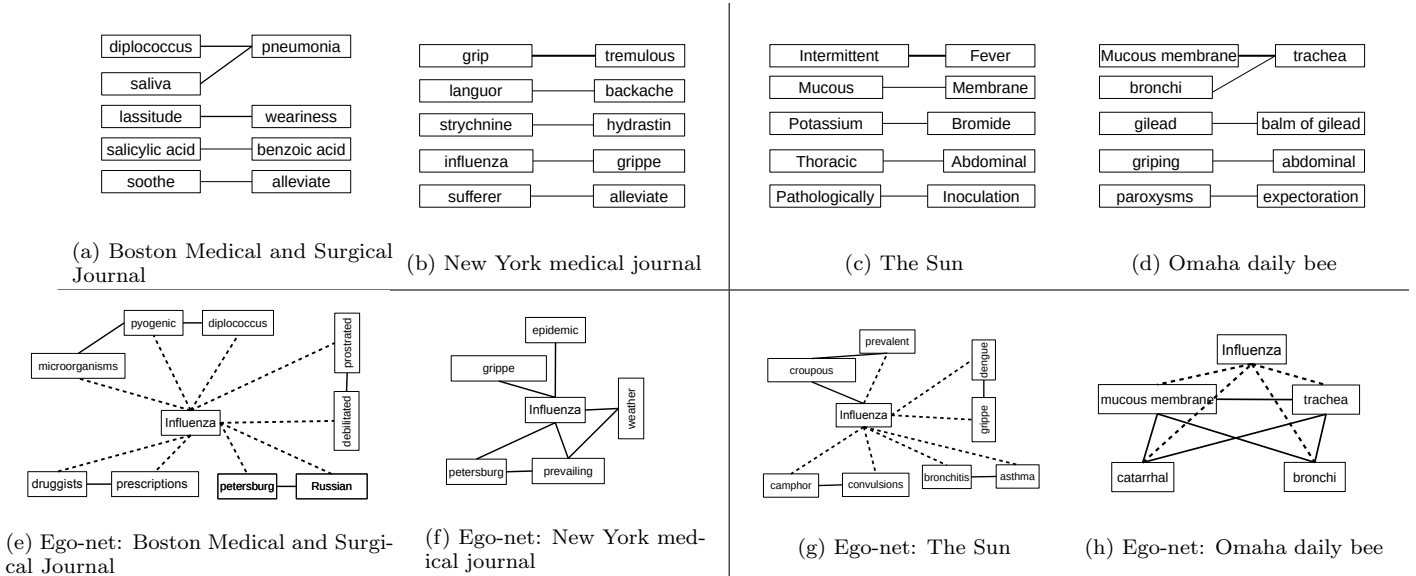 diplococcus pneumonia
saliva
lassitude weariness
salicylic acid benzoic acid
soothe alleviate
(a) Boston Medical and Surgical
Journal
grip tremulous
languor backache
strychnine hydrastin
influenza grippe
sufferer alleviate
(b) New York medical journal
Intermittent Fever
Mucous Membrane
Potassium Bromide
Thoracic Abdominal
Pathologically Inoculation
(c) The Sun
Mucous membrane trachea
bronchi
gilead balm of gilead
griping abdominal
paroxysms expectoration
(d) Omaha daily bee
pyogenic diplococcus
prostrated
microorganisms
debilitated
Influenza
druggists prescriptions petersburg Russian
(e) Ego-net: Boston Medical and Surgi-
cal Journal
epidemic
grippe
weather
Influenza
petersburg prevailing
(f) Ego-net: New York med-
ical journal
prevalent
dengue
croupous
Influenza
grippe
camphor convulsions bronchitis asthma
(g) Ego-net: The Sun
Influenza
mucous membrane trachea
catarrhal bronchi
(h) Ego-net: Omaha daily bee